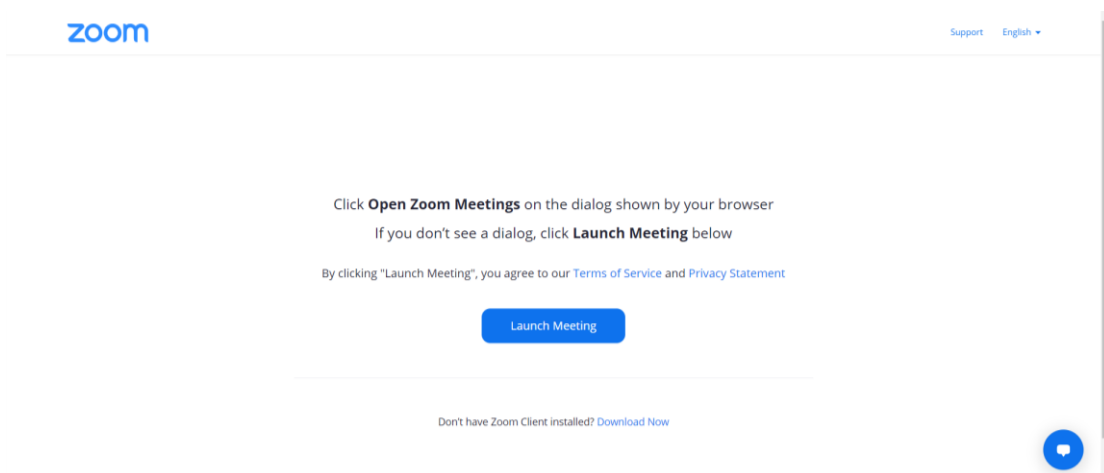 zoom
Support English
Click Open Zoom Meetings on the dialog shown by your browser
If you don't see a dialog, click Launch Meeting below
By clicking "Launch Meeting", you agree to our Terms of Service and Privacy Statement
Launch Meeting
Don't have Zoom Client installed? Download Now